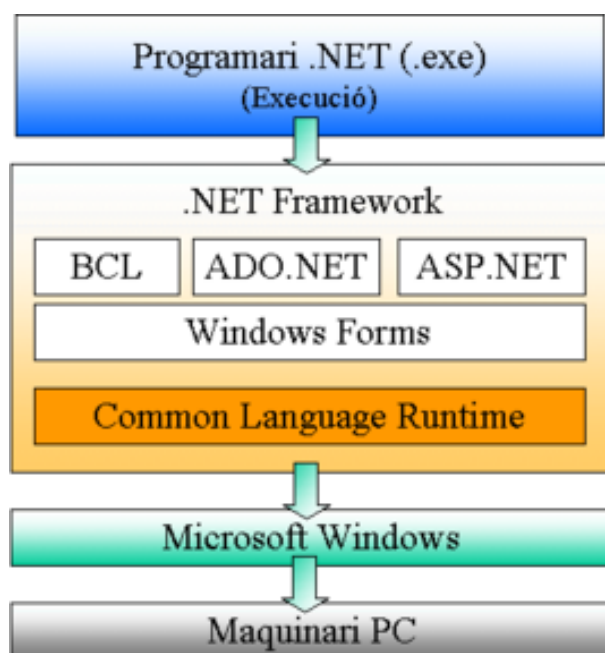 Programari .NET (.exe)
(Execució)
.NET Framework
BCL
ADO.NET
ASP.NET
Windows Forms
Common Language Runtime
Microsoft Windows
Maquinari PC